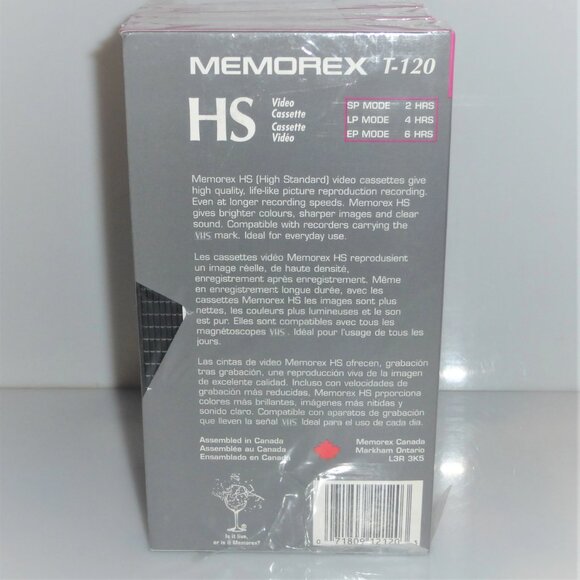 MEMOREX T-120
HS Video Cassette Cassette Vidéo
SP MODE 2 HRS
LP MODE 4 HRS
EP MODE 6 HRS
Memorex HS (High Standard) video cassettes give
high quality, life-like picture reproduction recording.
Even at longer recording speeds. Memorex HS
gives brighter colours, sharper images and clear
sound. Compatible with recorders carrying the
VHS mark. Ideal for everyday use.
Les cassettes vidéo Memorex HS reprodusient
un image réelle, de haute densité,
enregistrement après enregistrement. Même
en enregistrement longue durée, avec les
cassettes Memorex HS les images sont plus
nettes, les couleurs plus lumineuses et le son
est pur. Elles sont compatibles avec tous les
magnétoscopes VHS. Idéal pour l'usage de tous les
jours.
Las cintas de video Memorex HS ofrecen, grabación
tras grabación, una reproducción viva de la imagen
de excelente calidad. Incluso con velocidades de
grabación más reducidas, Memorex HS prporciona
colores más brillantes, imágenes más nitidas y
sonido claro. Compatible con aparatos de grabación
que lleven la señal VHS Ideal para el uso de cada dia.
Assembled in Canada
Assemblée au Canada
Ensamblado en Canada
Memorex Canada
Markham Ontario
L3R 3K5
Is it live,
or is it Memorex?
0 71809 12120 1